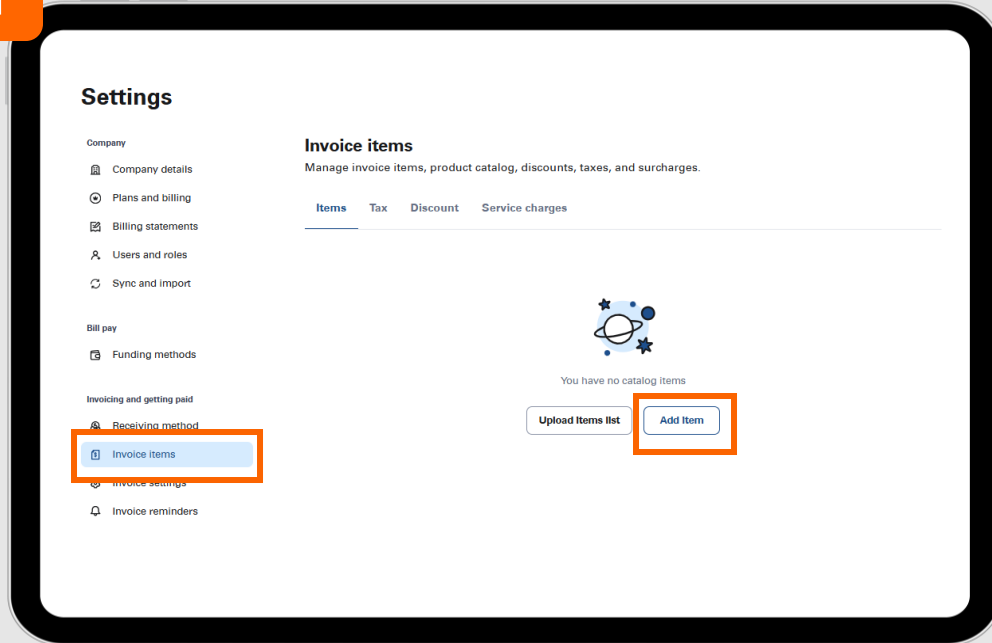 Settings
Company
Company details
Plans and billing
Billing statements
Users and roles
Sync and import
Bill pay
Funding methods
Invoicing and getting paid
Receiving method
Invoice items
Invoice settings
Invoice reminders
Invoice items
Manage invoice items, product catalog, discounts, taxes, and surcharges.
Items Tax Discount Service charges
You have no catalog items
Upload Items list Add Item